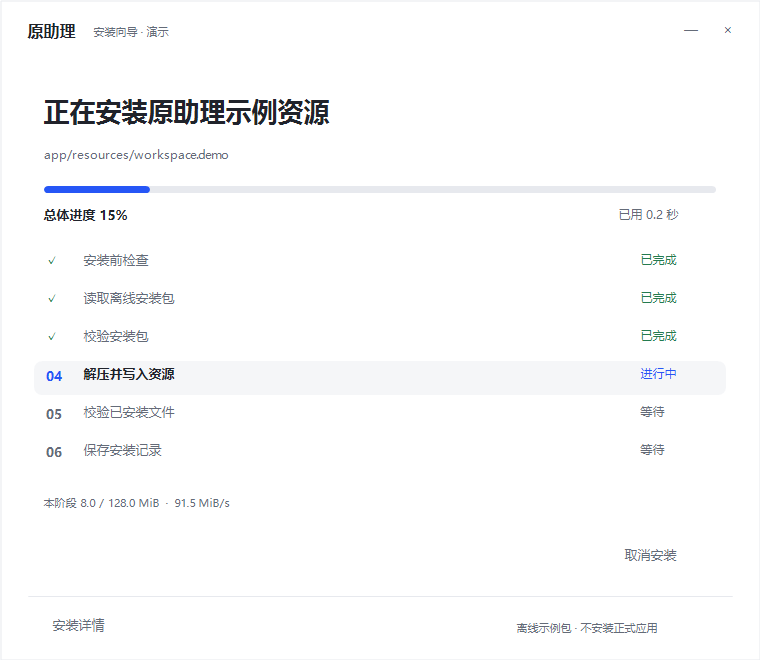 原助理 安装向导 · 演示
— ×
正在安装原助理示例资源
app/resources/workspace.demo
总体进度 15% 已用 0.2 秒
✓ 安装前检查 已完成
✓ 读取离线安装包 已完成
✓ 校验安装包 已完成
04 解压并写入资源 进行中
05 校验已安装文件 等待
06 保存安装记录 等待
本阶段 8.0 / 128.0 MiB · 91.5 MiB/s
取消安装
安装详情 离线示例包 · 不安装正式应用